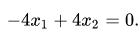 -4x₁ + 4x₂ = 0.